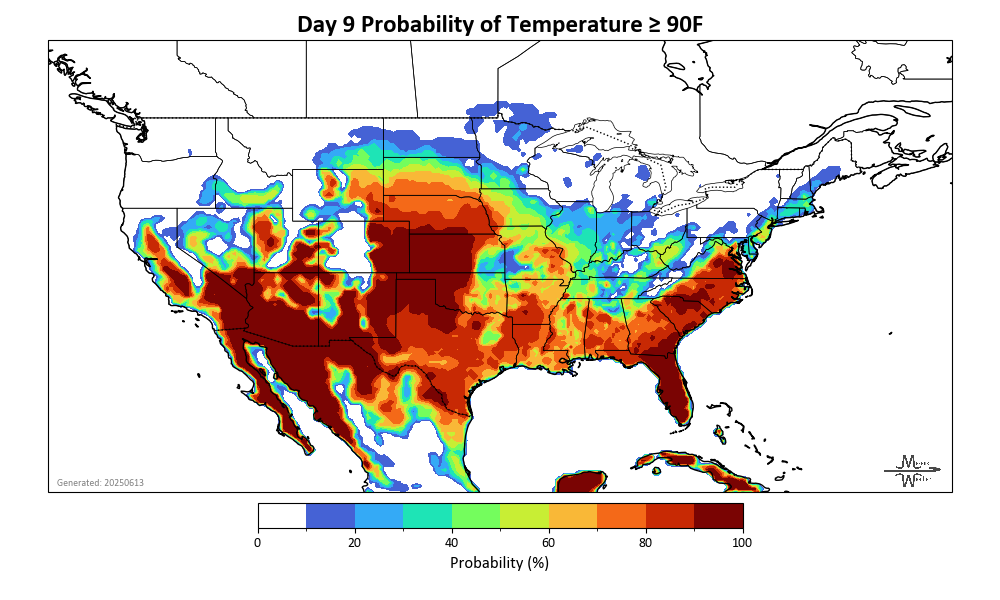 Day 9 Probability of Temperature ≥ 90F
Generated: 20250613
0 20 40 60 80 100
Probability (%)